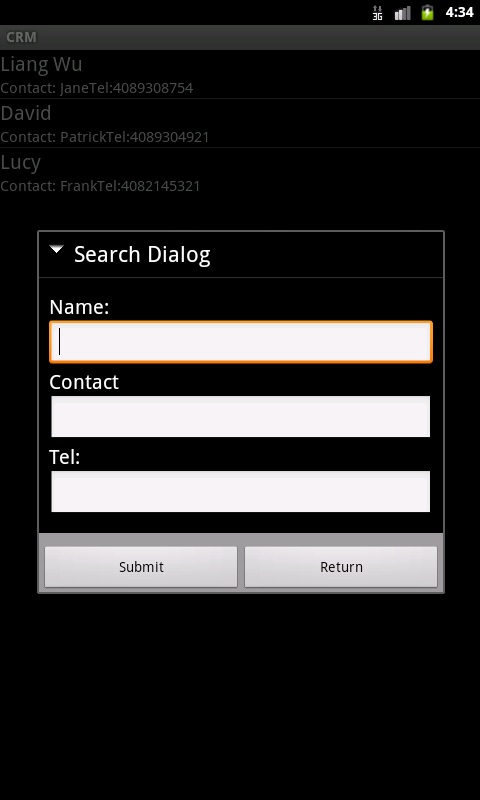 3G 4:34
CRM
Liang Wu
Contact: JaneTel:4089308754
David
Contact: PatrickTel:4089304921
Lucy
Contact: FrankTel:4082145321
Search Dialog
Name:
Contact
Tel:
Submit Return